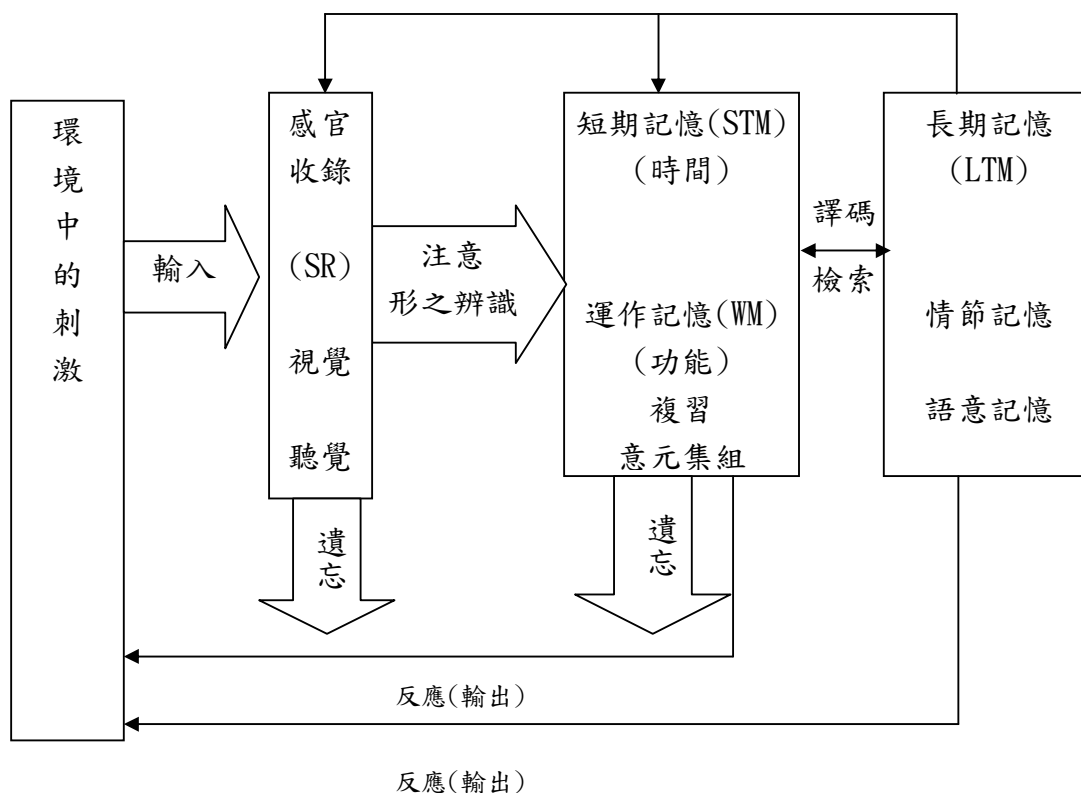 環境中的刺激
輸入
感官
收錄
(SR)
視覺
聽覺
注意
形之辨識
短期記憶(STM)
(時間)
運作記憶(WM)
(功能)
複習
意元集組
譯碼
檢索
長期記憶
(LTM)
情節記憶
語意記憶
遺忘
遺忘
反應(輸出)
反應(輸出)